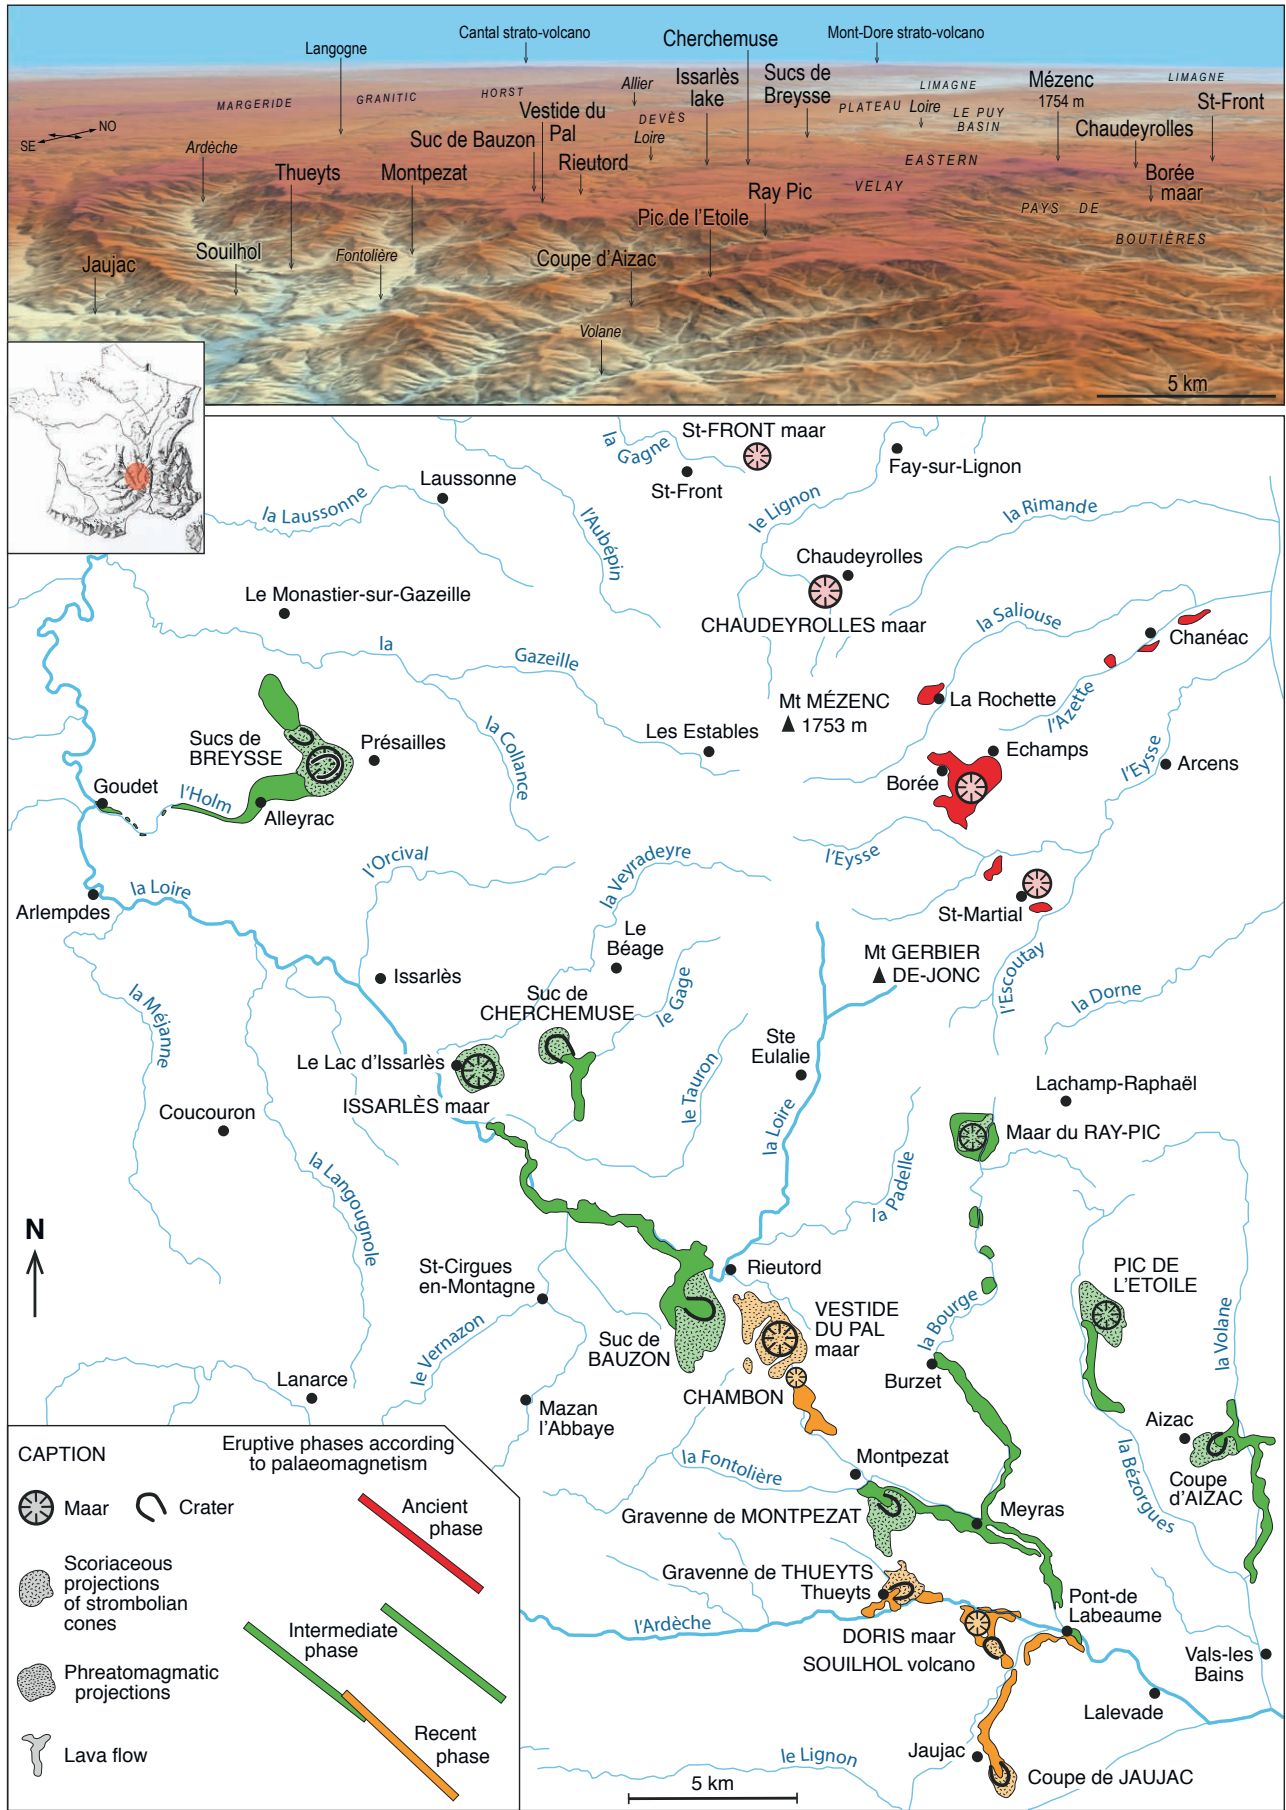 Cantal strato-volcano
Mont-Dore strato-volcano
Langogne
Cherchemuse
Issarlès
lake
Sucs de
Breysse
Mézenc
1754 m
LIMAGNE
LIMAGNE
St-Front
MARGERIDE
GRANITIC
HORST
Allier
DEVÈS
Loire
PLATEAU
Loire
LE PUY
BASIN
Chaudeyrolles
SE
NO
Ardèche
Vestide du
Pal
Suc de Bauzon
Rieutord
EASTERN
VELAY
Thueyts
Montpezat
Ray Pic
Borée
maar
Pic de l'Etoile
PAYS DE
BOUTIÈRES
Jaujac
Souilhol
Fontolière
Coupe d'Aizac
Volane
5 km
la Gagne
St-FRONT maar
St-Front
Fay-sur-Lignon
Laussonne
la Laussonne
l'Aubépin
le Lignon
la Rimande
Chaudeyrolles
CHAUDEYROLLES maar
Le Monastier-sur-Gazeille
la
Gazeille
la Saliouse
Chanéac
Mt MÉZENC
1753 m
La Rochette
l'Azette
Sucs de
BREYSSE
Présailles
la Collance
Les Estables
Echamps
l'Eysse
Arcens
Borée
Goudet
l'Holm
Alleyrac
l'Orcival
la Veyradeyre
l'Eysse
la Loire
Arlempdes
St-Martial
Le
Béage
Issarlès
Mt GERBIER
DE-JONC
l'Escoutay
la Dorne
la Méjanne
Suc de
CHERCHEMUSE
le Gage
Ste
Eulalie
Le Lac d'Issarlès
ISSARLÈS maar
le Tauron
la Loire
Lachamp-Raphaël
Coucouron
Maar du RAY-PIC
la Langougnole
la Padelle
St-Cirgues
en-Montagne
Rieutord
PIC DE
L'ETOILE
N
VESTIDE
DU PAL
maar
la Bourge
la Volane
Suc de
BAUZON
le Vernazon
Lanarce
Burzet
CHAMBON
Mazan
l'Abbaye
Aizac
Coupe
d'AIZAC
la Bézorgues
Montpezat
la Fontolière
Gravenne de MONTPEZAT
Meyras
Gravenne de THUEYTS
Thueyts
Pont-de
Labeaume
l'Ardèche
DORIS maar
SOUILHOL volcano
Vals-les
Bains
Lalevade
Jaujac
le Lignon
Coupe de JAUJAC
5 km
CAPTION
Eruptive phases according
to palaeomagnetism
Maar
Crater
Ancient
phase
Scoriaceous
projections
of strombolian
cones
Intermediate
phase
Phreatomagmatic
projections
Recent
phase
Lava flow